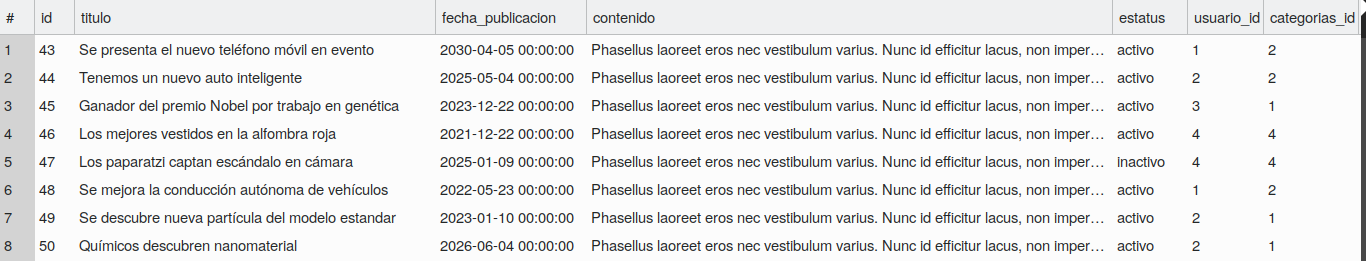 # id titulo fecha_publicacion contenido estatus usuario_id categorias_id
1 43 Se presenta el nuevo teléfono móvil en evento 2030-04-05 00:00:00 Phasellus laoreet eros nec vestibulum varius. Nunc id efficitur lacus, non imper… activo 1 2
2 44 Tenemos un nuevo auto inteligente 2025-05-04 00:00:00 Phasellus laoreet eros nec vestibulum varius. Nunc id efficitur lacus, non imper… activo 2 2
3 45 Ganador del premio Nobel por trabajo en genética 2023-12-22 00:00:00 Phasellus laoreet eros nec vestibulum varius. Nunc id efficitur lacus, non imper… activo 3 1
4 46 Los mejores vestidos en la alfombra roja 2021-12-22 00:00:00 Phasellus laoreet eros nec vestibulum varius. Nunc id efficitur lacus, non imper… activo 4 4
5 47 Los paparatzi captan escándalo en cámara 2025-01-09 00:00:00 Phasellus laoreet eros nec vestibulum varius. Nunc id efficitur lacus, non imper… inactivo 4 4
6 48 Se mejora la conducción autónoma de vehículos 2022-05-23 00:00:00 Phasellus laoreet eros nec vestibulum varius. Nunc id efficitur lacus, non imper… activo 1 2
7 49 Se descubre nueva partícula del modelo estandar 2023-01-10 00:00:00 Phasellus laoreet eros nec vestibulum varius. Nunc id efficitur lacus, non imper… activo 2 1
8 50 Químicos descubren nanomaterial 2026-06-04 00:00:00 Phasellus laoreet eros nec vestibulum varius. Nunc id efficitur lacus, non imper… activo 2 1